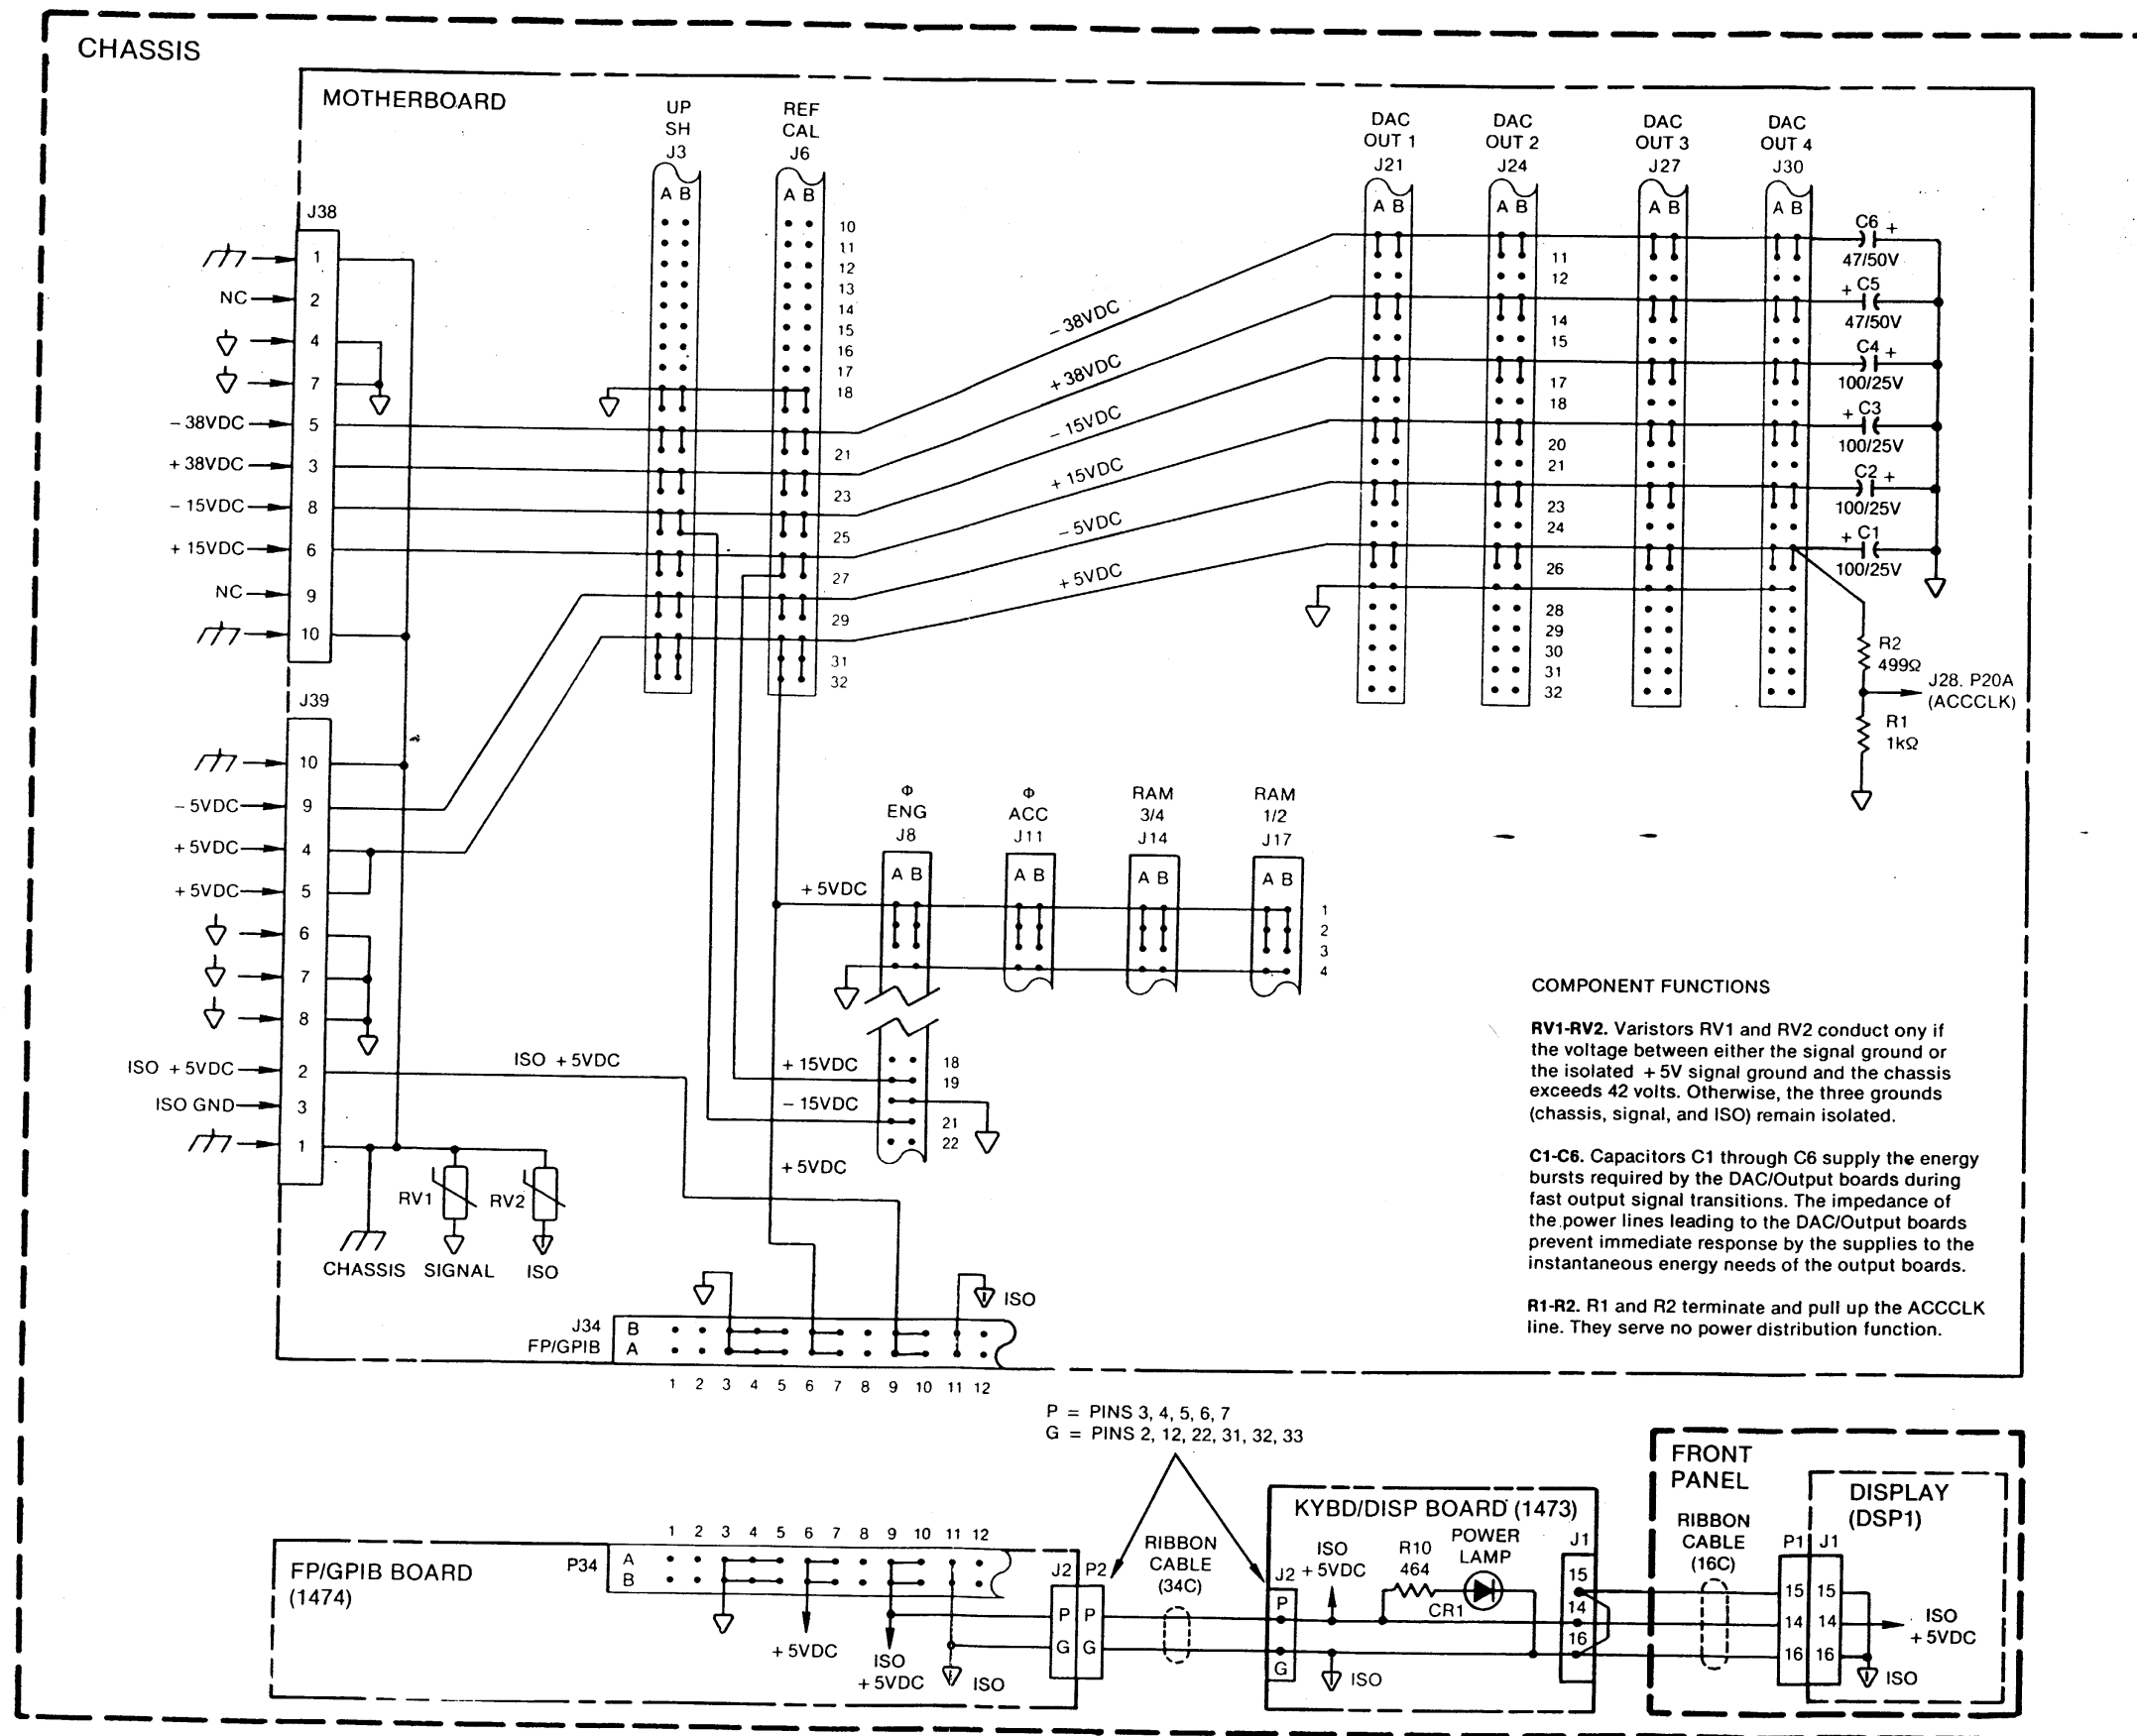 CHASSIS
MOTHERBOARD
UP
SH
J3
REF
CAL
J6
DAC
OUT 1
J21
DAC
OUT 2
J24
DAC
OUT 3
J27
DAC
OUT 4
J30
A B
A B
A B
A B
A B
A B
10
11
12
13
14
15
16
17
18
21
23
25
27
29
31
32
11
12
14
15
17
18
20
21
23
24
26
28
29
30
31
32
C6 +
47/50V
+ C5
47/50V
C4 +
100/25V
+ C3
100/25V
C2 +
100/25V
+ C1
100/25V
R2
499Ω
J28. P20A
(ACCCLK)
R1
1kΩ
J38
1
NC 2
4
7
- 38VDC 5
+ 38VDC 3
- 15VDC 8
+ 15VDC 6
NC 9
10
- 38VDC
+ 38VDC
- 15VDC
+ 15VDC
- 5VDC
+ 5VDC
J39
10
- 5VDC 9
+ 5VDC 4
+ 5VDC 5
6
7
8
ISO + 5VDC 2
ISO GND 3
1
ISO + 5VDC
RV1
RV2
CHASSIS SIGNAL ISO
Φ
ENG
J8
Φ
ACC
J11
RAM
3/4
J14
RAM
1/2
J17
A B
A B
A B
A B
+ 5VDC
1
2
3
4
+ 15VDC
- 15VDC
18
19
21
22
+ 5VDC
ISO
J34
FP/GPIB
B
A
1 2 3 4 5 6 7 8 9 10 11 12
COMPONENT FUNCTIONS
RV1-RV2. Varistors RV1 and RV2 conduct ony if
the voltage between either the signal ground or
the isolated + 5V signal ground and the chassis
exceeds 42 volts. Otherwise, the three grounds
(chassis, signal, and ISO) remain isolated.
C1-C6. Capacitors C1 through C6 supply the energy
bursts required by the DAC/Output boards during
fast output signal transitions. The impedance of
the power lines leading to the DAC/Output boards
prevent immediate response by the supplies to the
instantaneous energy needs of the output boards.
R1-R2. R1 and R2 terminate and pull up the ACCCLK
line. They serve no power distribution function.
P = PINS 3, 4, 5, 6, 7
G = PINS 2, 12, 22, 31, 32, 33
FP/GPIB BOARD
(1474)
P34
A
B
1 2 3 4 5 6 7 8 9 10 11 12
+ 5VDC
ISO
+ 5VDC
ISO
J2 P2
P P
G G
RIBBON
CABLE
(34C)
KYBD/DISP BOARD (1473)
J2
P
G
ISO
+ 5VDC
R10
464
POWER
LAMP
CR1
ISO
J1
15
14
16
FRONT
PANEL
RIBBON
CABLE
(16C)
DISPLAY
(DSP1)
P1 J1
15 15
14 14
16 16
ISO
+ 5VDC
ISO